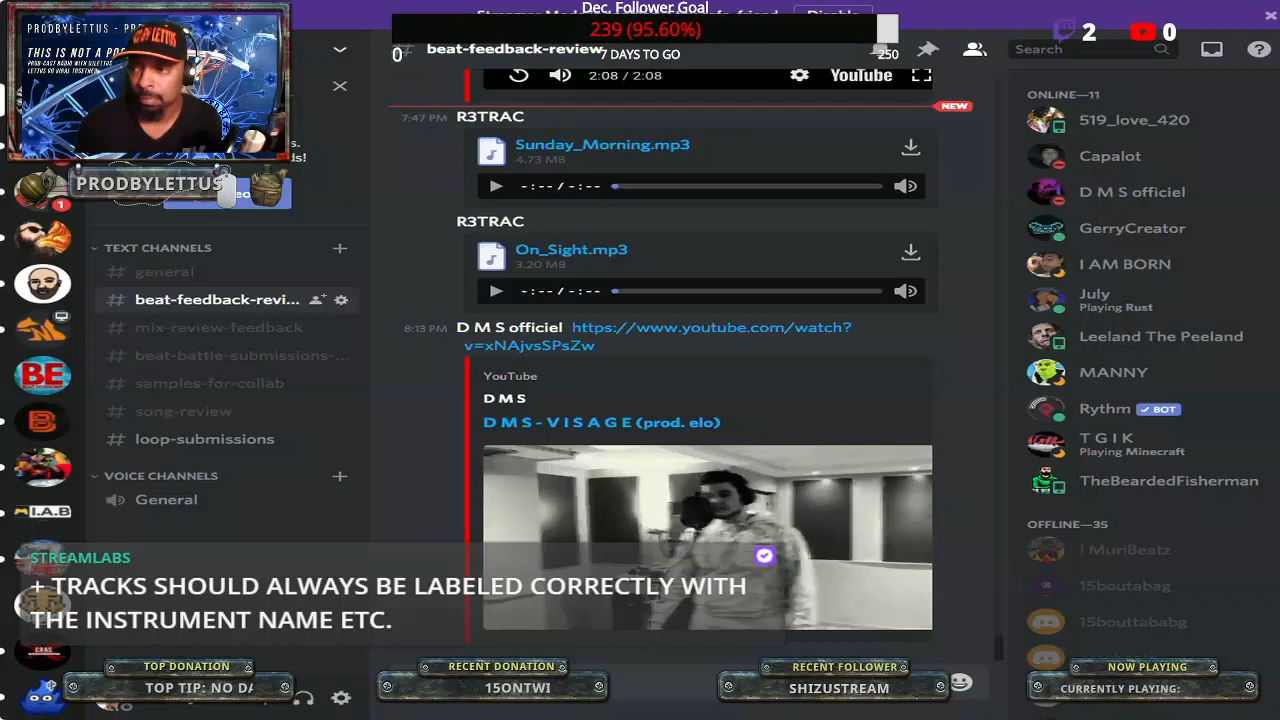 Dec. Follower Goal
239 (95.60%)
0
7 DAYS TO GO
250
2
0
PRODBYLETTUS
THIS IS NOT A
PRODBYLETTUS
1
# beat-feedback-review
Search
2:08 / 2:08
YouTube
NEW
7:47 PM
R3TRAC
Sunday_Morning.mp3
4.73 MB
-:-- / -:--
R3TRAC
On_Sight.mp3
3.20 MB
-:-- / -:--
8:13 PM
D M S officiel https://www.youtube.com/watch?
v=xNAjvsSPsZw
YouTube
D M S
D M S - V I S A G E (prod. elo)
TEXT CHANNELS
# general
# beat-feedback-revi...
# mix-review-feedback
# beat-battle-submissions-...
# samples-for-collab
# song-review
# loop-submissions
VOICE CHANNELS
General
BE
B
I.A.B
CRAS
ONLINE—11
519_love_420
Capalot
D M S officiel
GerryCreator
I AM BORN
July
Playing Rust
Leeland The Peeland
MANNY
Rythm BOT
T G I K
Playing Minecraft
TheBeardedFisherman
OFFLINE—35
! MuriBeatz
15boutabag
15bouttababg
STREAMLABS
+ TRACKS SHOULD ALWAYS BE LABELED CORRECTLY WITH
THE INSTRUMENT NAME ETC.
TOP DONATION
TOP TIP: NO DA
RECENT DONATION
15ONTWI
RECENT FOLLOWER
SHIZUSTREAM
NOW PLAYING
CURRENTLY PLAYING: